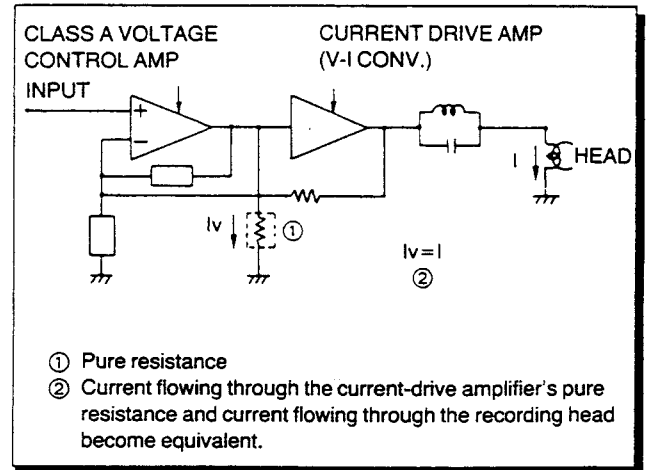 CLASS A VOLTAGE
CONTROL AMP
CURRENT DRIVE AMP
(V-I CONV.)
INPUT
+
−
I
HEAD
Iv
①
Iv=I
②
① Pure resistance
② Current flowing through the current-drive amplifier's pure
resistance and current flowing through the recording head
become equivalent.